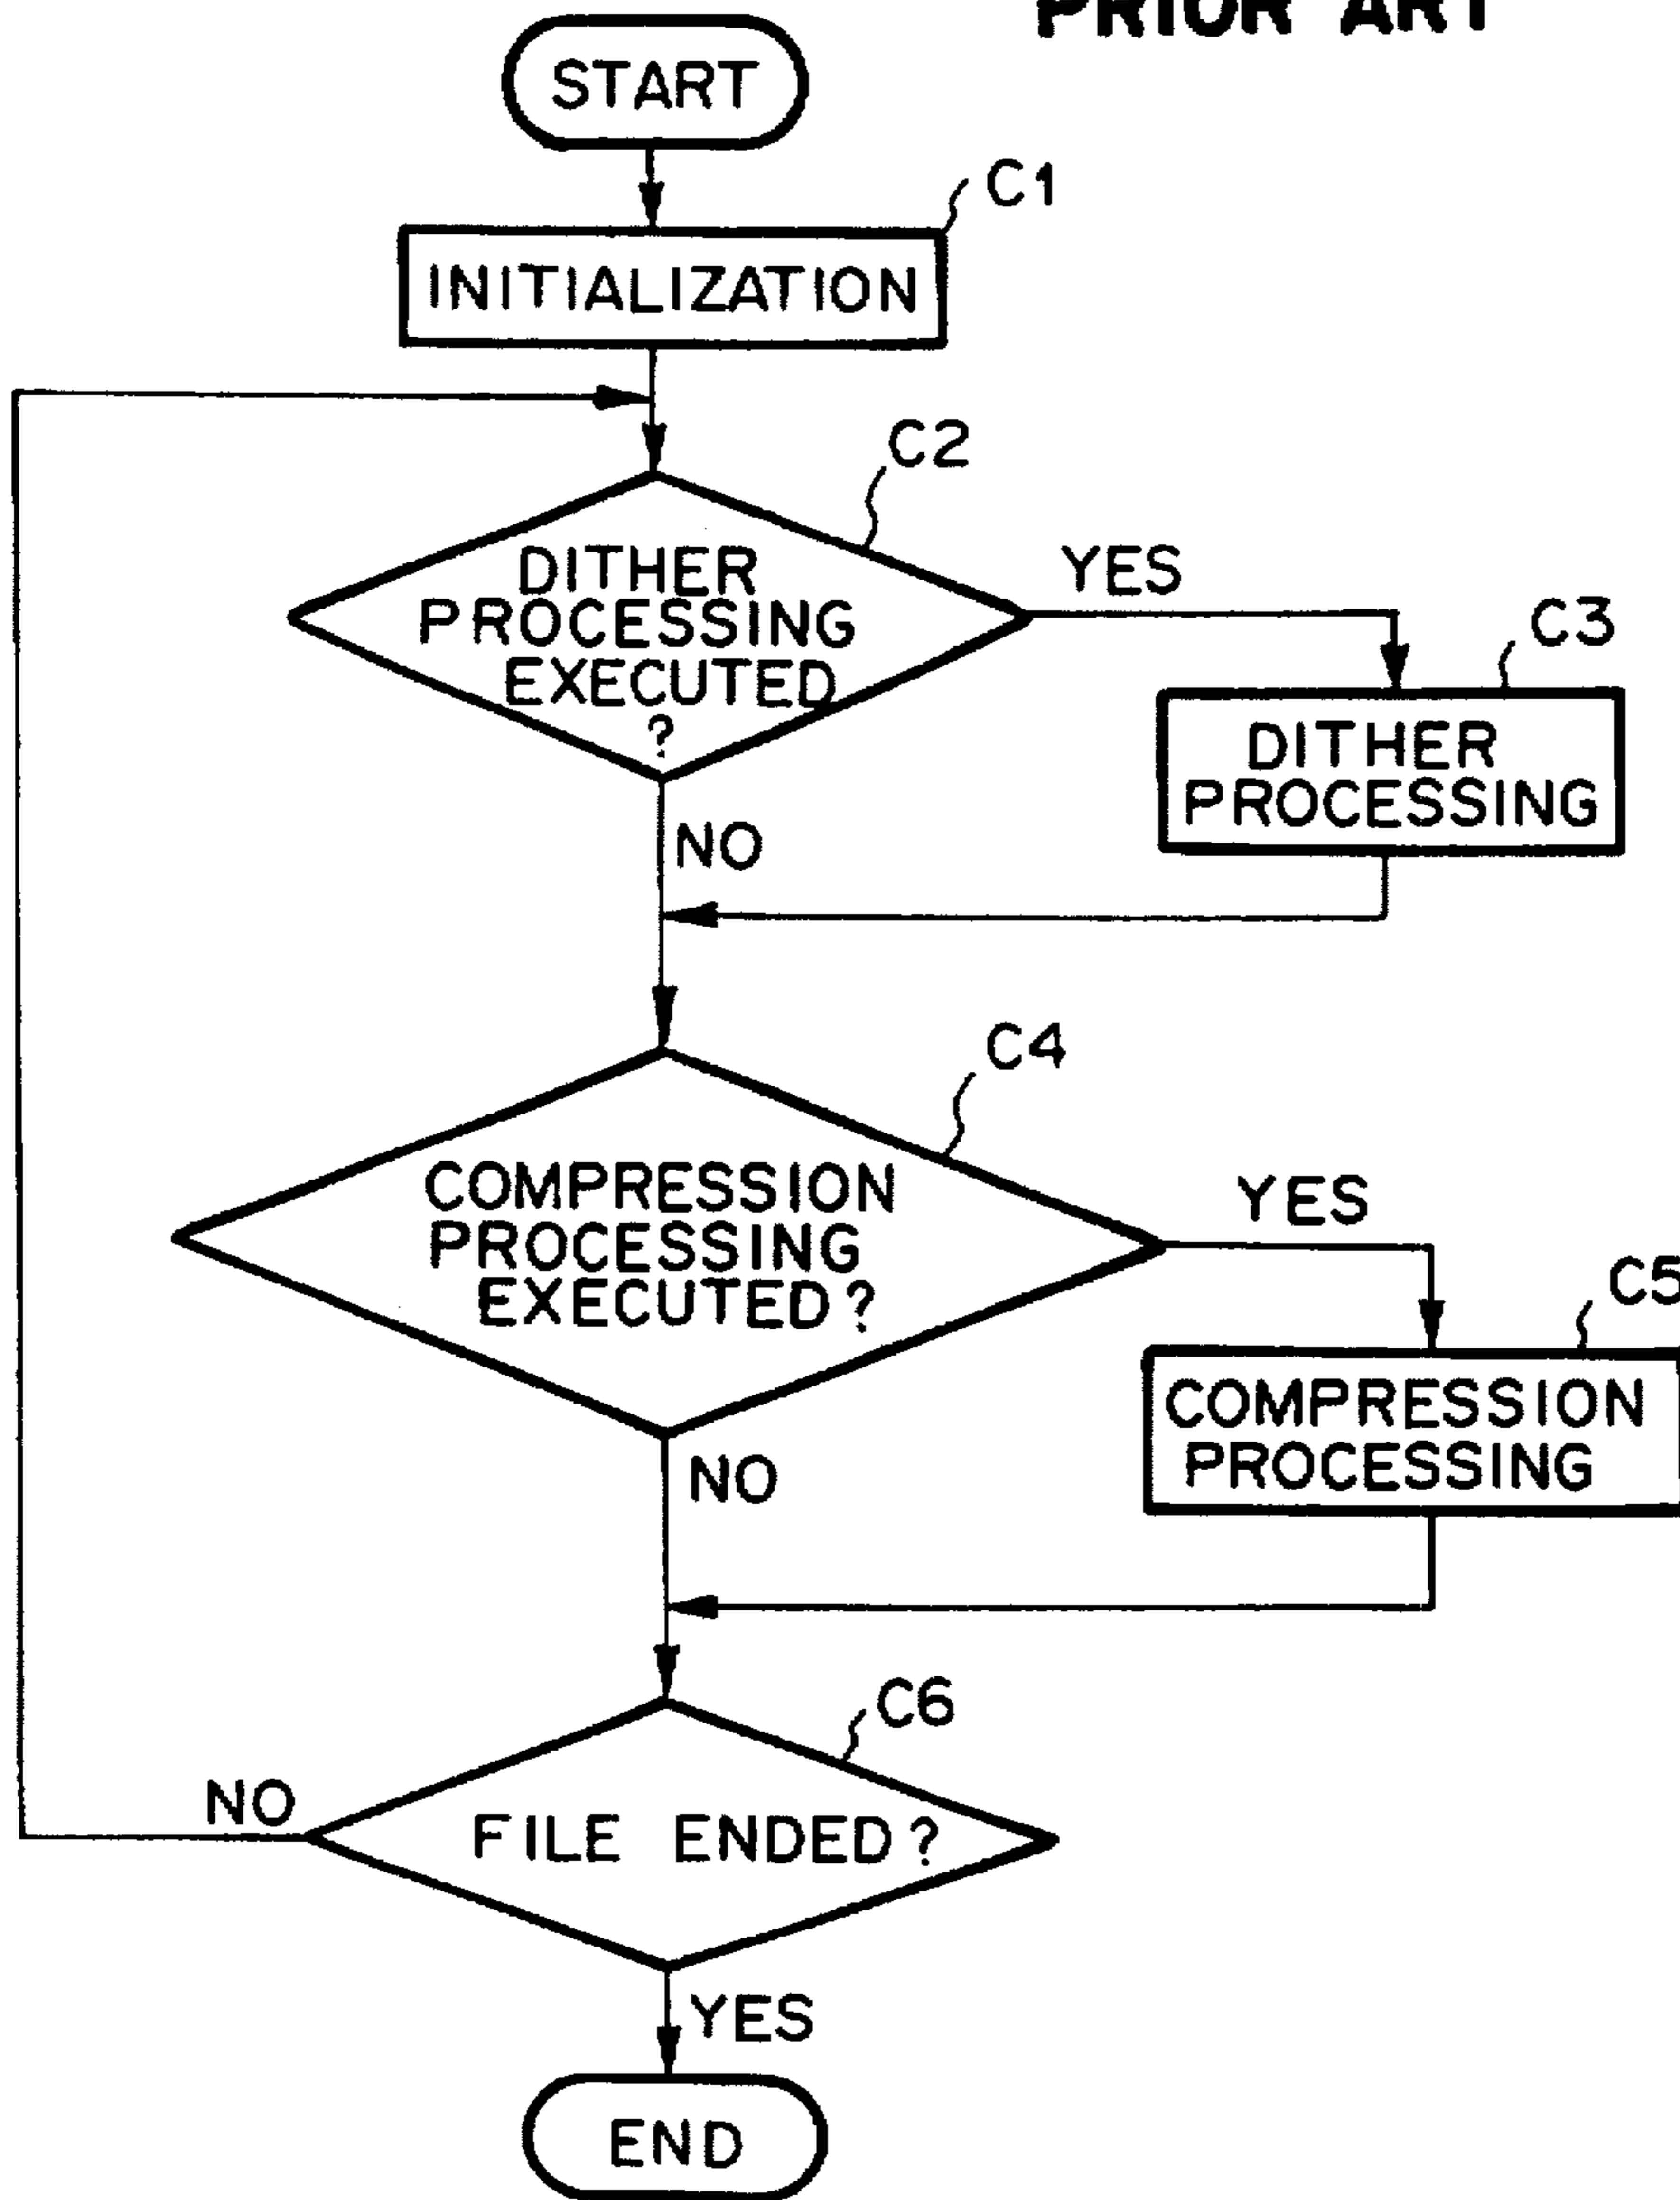 PRIOR ART
START
C1
INITIALIZATION
C2
DITHER
PROCESSING
EXECUTED
?
YES
C3
DITHER
PROCESSING
NO
C4
COMPRESSION
PROCESSING
EXECUTED?
YES
C5
COMPRESSION
PROCESSING
NO
C6
FILE ENDED?
NO
YES
END